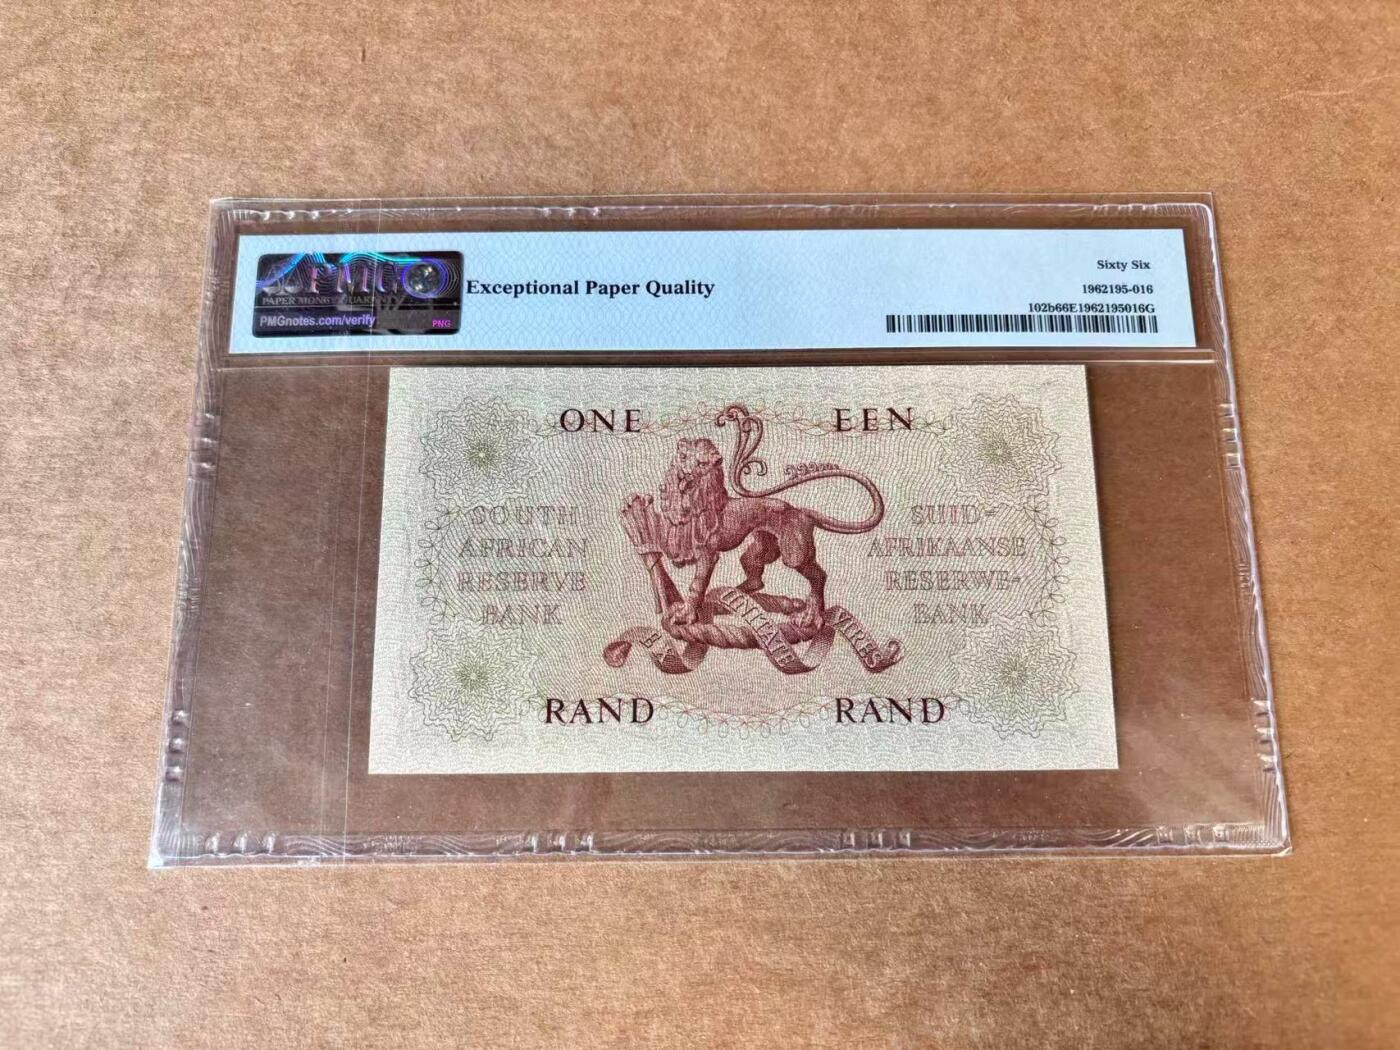 PMG
PAPER MONEY GUARANTY
PMGnotes.com/verify
PNG
Exceptional Paper Quality
Sixty Six
1962195-016
102b66E1962195016G
ONE
EEN
SOUTH
AFRICAN
RESERVE
BANK
SUID-
AFRIKAANSE
RESERWE-
BANK
EX
UNITATE
VIRES
RAND
RAND